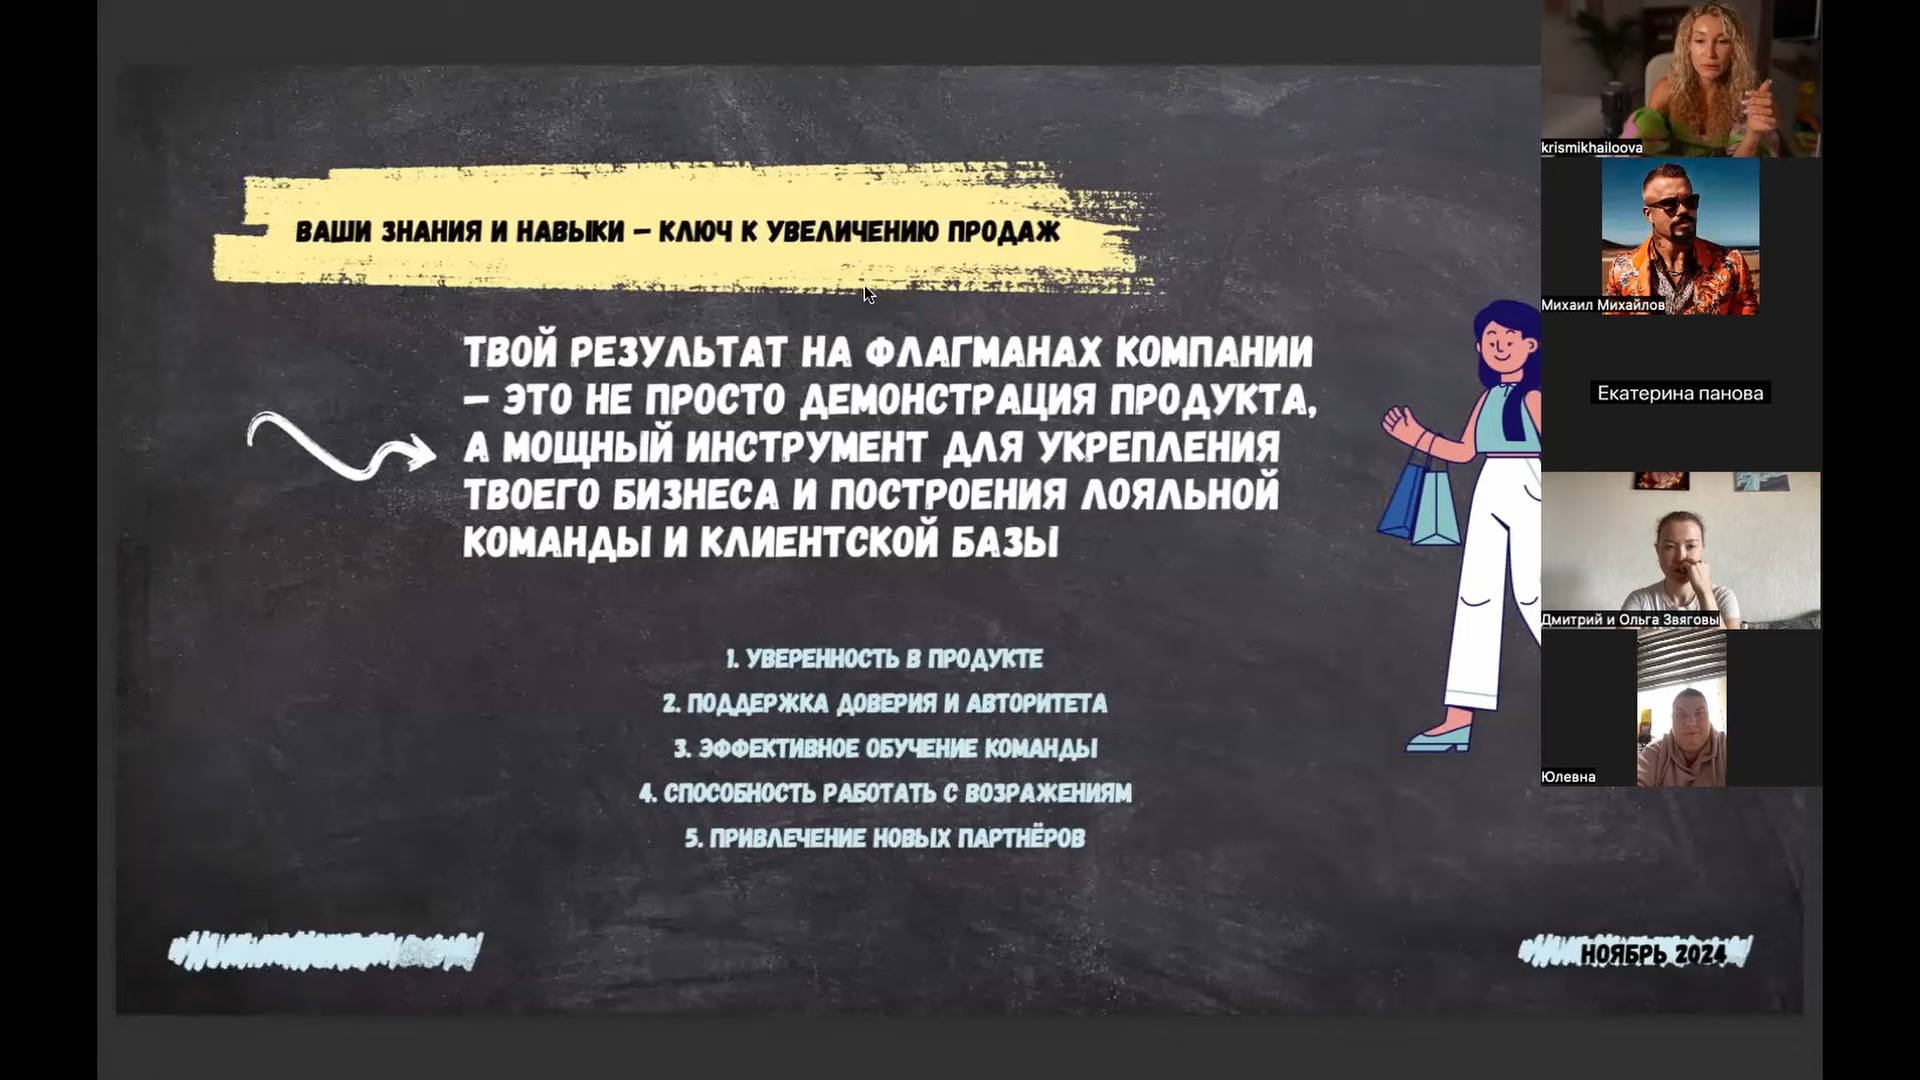 ВАШИ ЗНАНИЯ И НАВЫКИ – КЛЮЧ К УВЕЛИЧЕНИЮ ПРОДАЖ
ТВОЙ РЕЗУЛЬТАТ НА ФЛАГМАНАХ КОМПАНИИ
– ЭТО НЕ ПРОСТО ДЕМОНСТРАЦИЯ ПРОДУКТА,
А МОЩНЫЙ ИНСТРУМЕНТ ДЛЯ УКРЕПЛЕНИЯ
ТВОЕГО БИЗНЕСА И ПОСТРОЕНИЯ ЛОЯЛЬНОЙ
КОМАНДЫ И КЛИЕНТСКОЙ БАЗЫ
1. УВЕРЕННОСТЬ В ПРОДУКТЕ
2. ПОДДЕРЖКА ДОВЕРИЯ И АВТОРИТЕТА
3. ЭФФЕКТИВНОЕ ОБУЧЕНИЕ КОМАНДЫ
4. СПОСОБНОСТЬ РАБОТАТЬ С ВОЗРАЖЕНИЯМ
5. ПРИВЛЕЧЕНИЕ НОВЫХ ПАРТНЁРОВ
НОЯБРЬ 2024
krismikhailoova
Михаил Михайлов
Екатерина панова
Дмитрий и Ольга Звяговы
Юлевна